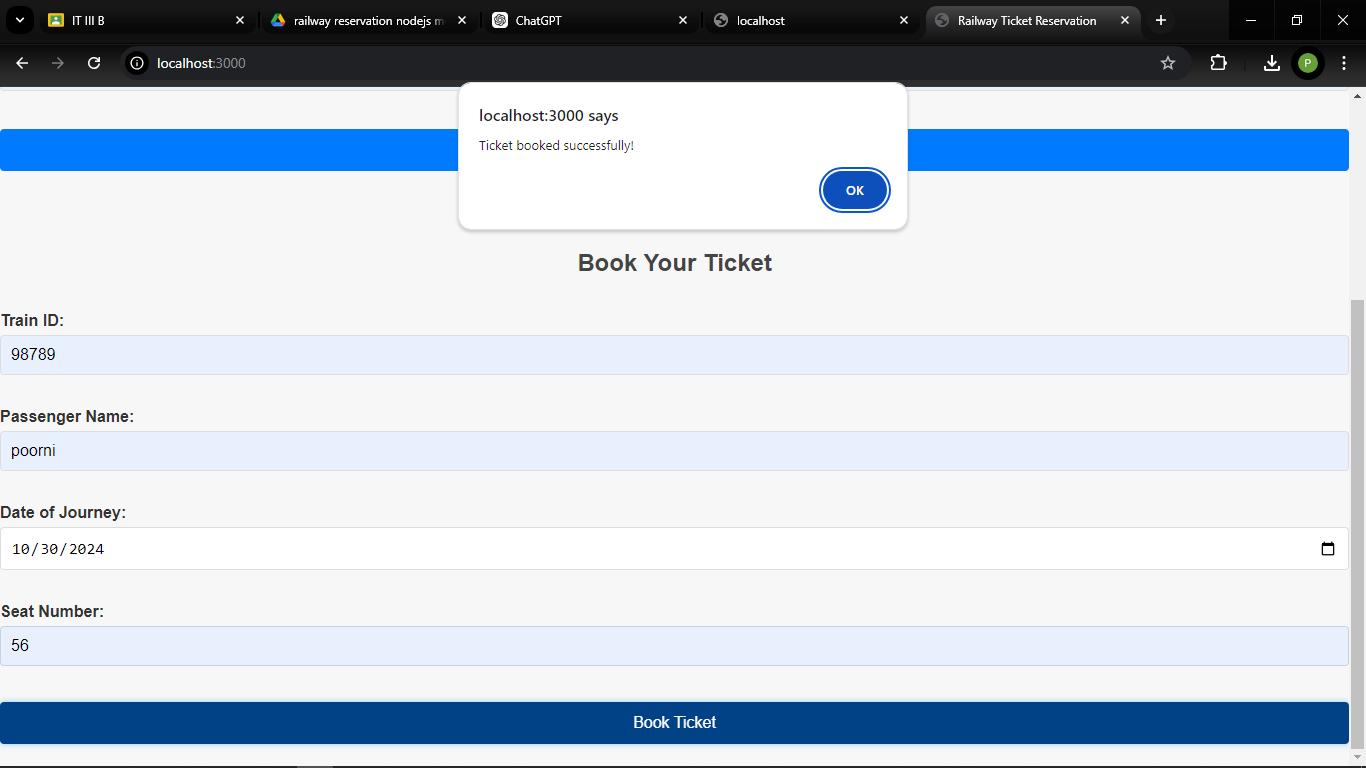 IT III B
railway reservation nodejs m
ChatGPT
localhost
Railway Ticket Reservation
localhost:3000
P
localhost:3000 says
Ticket booked successfully!
OK
Book Your Ticket
Train ID:
98789
Passenger Name:
poorni
Date of Journey:
10/30/2024
Seat Number:
56
Book Ticket